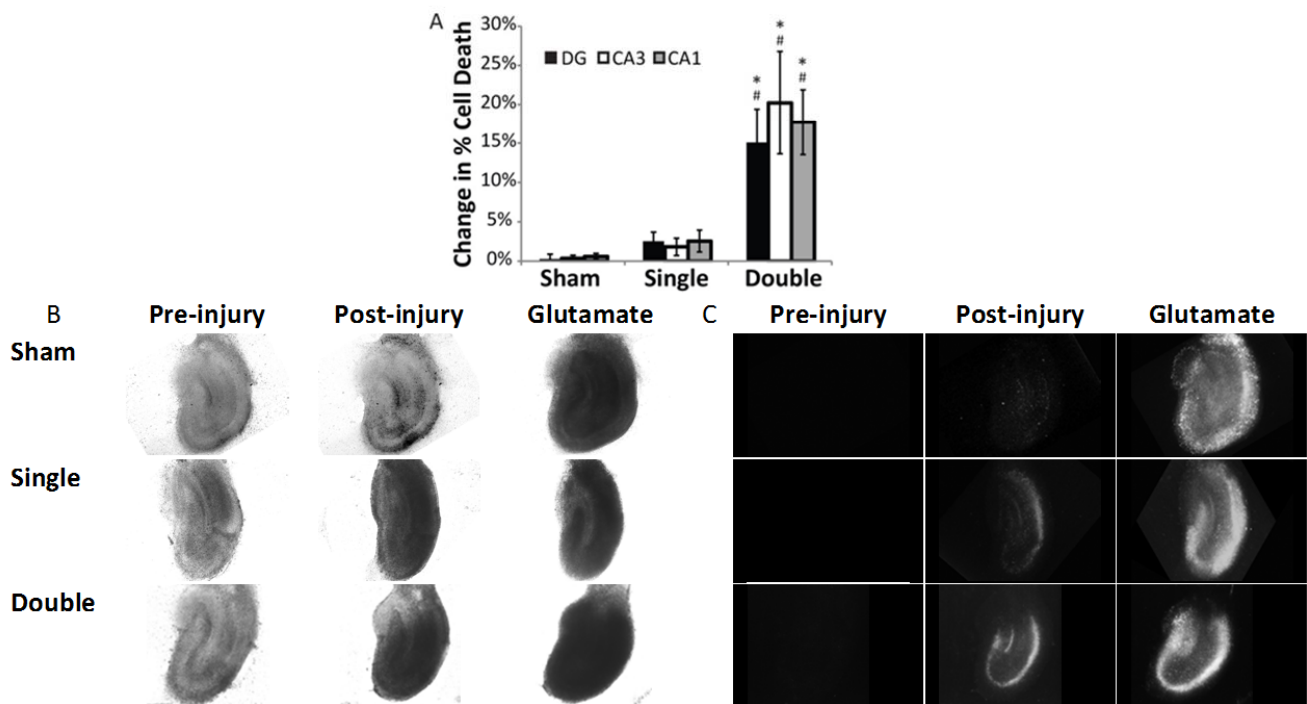 A
30%
25%
20%
15%
10%
5%
0%
Change in % Cell Death
DG CA3 CA1
*
#
*
#
*
#
Sham Single Double
B Pre-injury Post-injury Glutamate
C Pre-injury Post-injury Glutamate
Sham
Single
Double